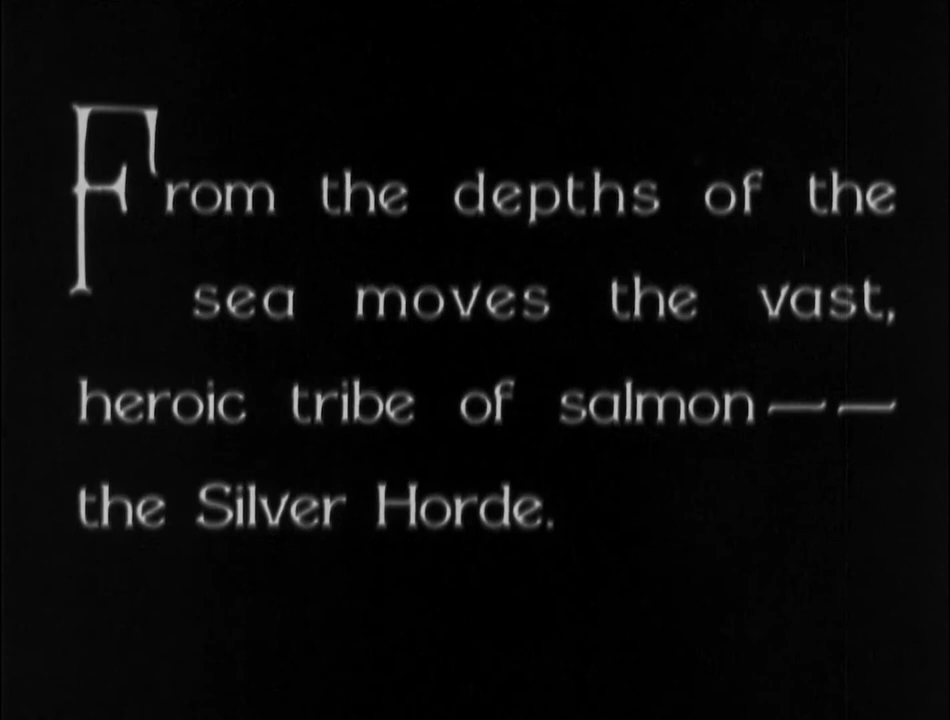 From the depths of the
sea moves the vast,
heroic tribe of salmon——
the Silver Horde.